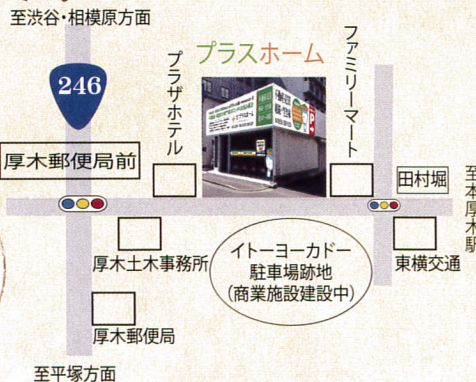 至渋谷・相模原方面
246
厚木郵便局前
プラザホテル
プラスホーム
ファミリーマート
田村堀
至本厚木駅
厚木土木事務所
イトーヨーカドー
駐車場跡地
(商業施設建設中)
東横交通
厚木郵便局
至平塚方面